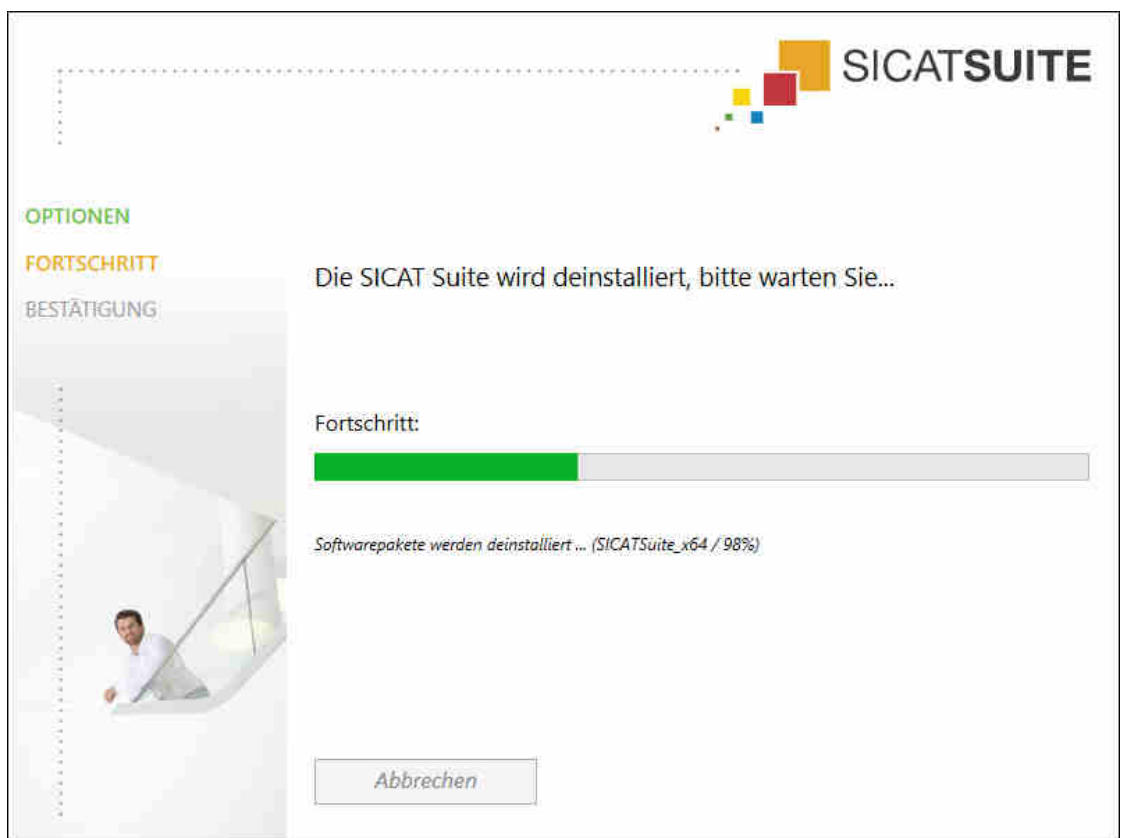 SICATSUITE
OPTIONEN
FORTSCHRITT
BESTÄTIGUNG
Die SICAT Suite wird deinstalliert, bitte warten Sie...
Fortschritt:
Softwarepakete werden deinstalliert ... (SICATSuite_x64 / 98%)
Abbrechen